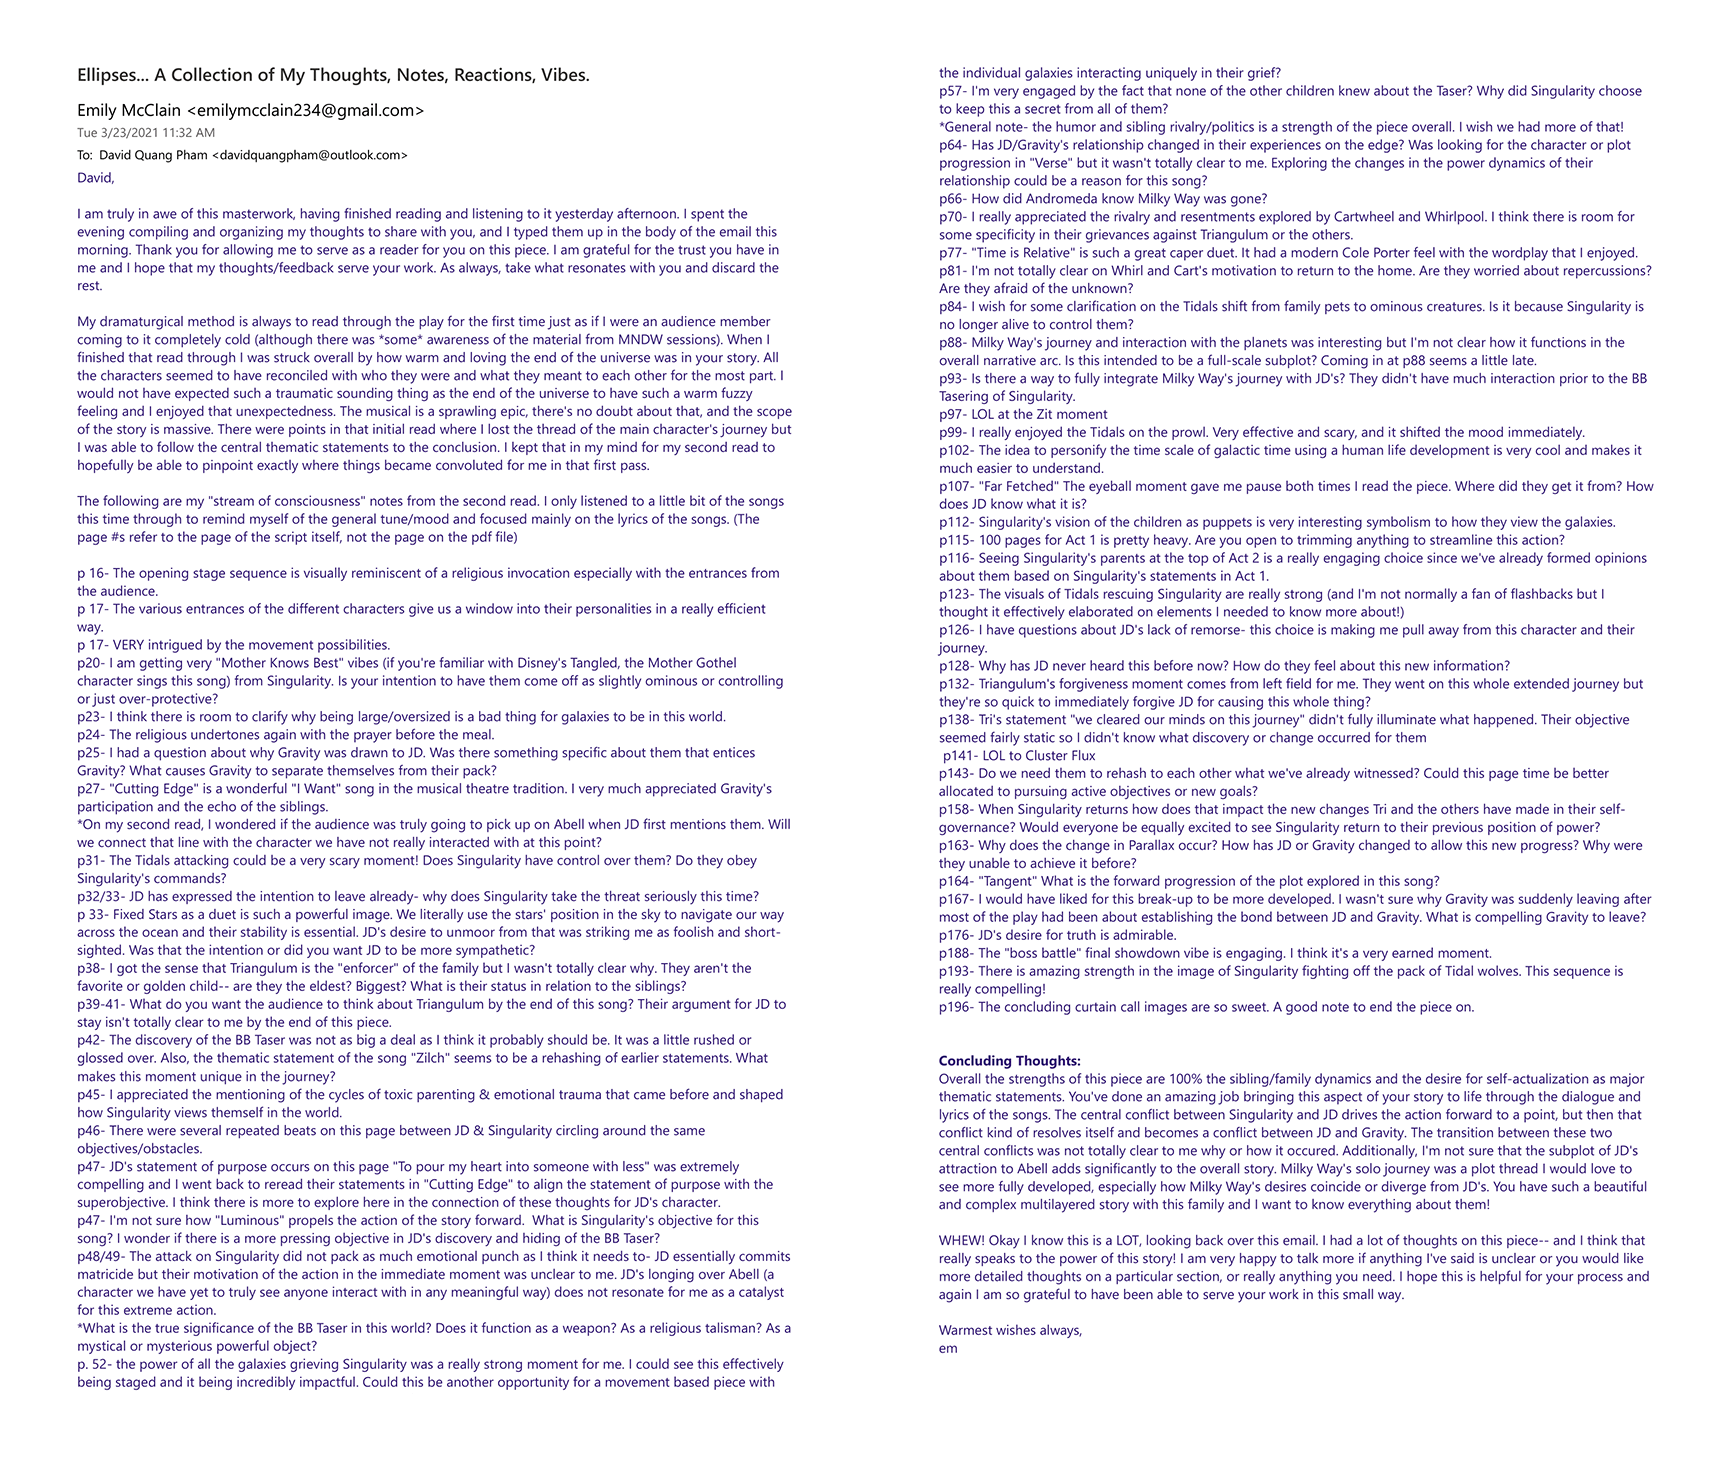 Ellipses... A Collection of My Thoughts, Notes, Reactions, Vibes.
Emily McClain <emilymcclain234@gmail.com>
Tue 3/23/2021 11:32 AM
To: David Quang Pham <davidquangpham@outlook.com>
David,
I am truly in awe of this masterwork, having finished reading and listening to it yesterday afternoon. I spent the
evening compiling and organizing my thoughts to share with you, and I typed them up in the body of the email this
morning. Thank you for allowing me to serve as a reader for you on this piece. I am grateful for the trust you have in
me and I hope that my thoughts/feedback serve your work. As always, take what resonates with you and discard the
rest.
My dramaturgical method is always to read through the play for the first time just as if I were an audience member
coming to it completely cold (although there was *some* awareness of the material from MNDW sessions). When I
finished that read through I was struck overall by how warm and loving the end of the universe was in your story. All
the characters seemed to have reconciled with who they were and what they meant to each other for the most part. I
would not have expected such a traumatic sounding thing as the end of the universe to have such a warm fuzzy
feeling and I enjoyed that unexpectedness. The musical is a sprawling epic, there's no doubt about that, and the scope
of the story is massive. There were points in that initial read where I lost the thread of the main character's journey but
I was able to follow the central thematic statements to the conclusion. I kept that in my mind for my second read to
hopefully be able to pinpoint exactly where things became convoluted for me in that first pass.
The following are my "stream of consciousness" notes from the second read. I only listened to a little bit of the songs
this time through to remind myself of the general tune/mood and focused mainly on the lyrics of the songs. (The
page #s refer to the page of the script itself, not the page on the pdf file)
p 16- The opening stage sequence is visually reminiscent of a religious invocation especially with the entrances from
the audience.
p 17- The various entrances of the different characters give us a window into their personalities in a really efficient
way.
p 17- VERY intrigued by the movement possibilities.
p20- I am getting very "Mother Knows Best" vibes (if you're familiar with Disney's Tangled, the Mother Gothel
character sings this song) from Singularity. Is your intention to have them come off as slightly ominous or controlling
or just over-protective?
p23- I think there is room to clarify why being large/oversized is a bad thing for galaxies to be in this world.
p24- The religious undertones again with the prayer before the meal.
p25- I had a question about why Gravity was drawn to JD. Was there something specific about them that entices
Gravity? What causes Gravity to separate themselves from their pack?
p27- "Cutting Edge" is a wonderful "I Want" song in the musical theatre tradition. I very much appreciated Gravity's
participation and the echo of the siblings.
*On my second read, I wondered if the audience was truly going to pick up on Abell when JD first mentions them. Will
we connect that line with the character we have not really interacted with at this point?
p31- The Tidals attacking could be a very scary moment! Does Singularity have control over them? Do they obey
Singularity's commands?
p32/33- JD has expressed the intention to leave already- why does Singularity take the threat seriously this time?
p 33- Fixed Stars as a duet is such a powerful image. We literally use the stars' position in the sky to navigate our way
across the ocean and their stability is essential. JD's desire to unmoor from that was striking me as foolish and short-
sighted. Was that the intention or did you want JD to be more sympathetic?
p38- I got the sense that Triangulum is the "enforcer" of the family but I wasn't totally clear why. They aren't the
favorite or golden child-- are they the eldest? Biggest? What is their status in relation to the siblings?
p39-41- What do you want the audience to think about Triangulum by the end of this song? Their argument for JD to
stay isn't totally clear to me by the end of this piece.
p42- The discovery of the BB Taser was not as big a deal as I think it probably should be. It was a little rushed or
glossed over. Also, the thematic statement of the song "Zilch" seems to be a rehashing of earlier statements. What
makes this moment unique in the journey?
p45- I appreciated the mentioning of the cycles of toxic parenting & emotional trauma that came before and shaped
how Singularity views themself in the world.
p46- There were several repeated beats on this page between JD & Singularity circling around the same
objectives/obstacles.
p47- JD's statement of purpose occurs on this page "To pour my heart into someone with less" was extremely
compelling and I went back to reread their statements in "Cutting Edge" to align the statement of purpose with the
superobjective. I think there is more to explore here in the connection of these thoughts for JD's character.
p47- I'm not sure how "Luminous" propels the action of the story forward.  What is Singularity's objective for this
song? I wonder if there is a more pressing objective in JD's discovery and hiding of the BB Taser?
p48/49- The attack on Singularity did not pack as much emotional punch as I think it needs to- JD essentially commits
matricide but their motivation of the action in the immediate moment was unclear to me. JD's longing over Abell (a
character we have yet to truly see anyone interact with in any meaningful way) does not resonate for me as a catalyst
for this extreme action.
*What is the true significance of the BB Taser in this world? Does it function as a weapon? As a religious talisman? As a
mystical or mysterious powerful object?
p. 52- the power of all the galaxies grieving Singularity was a really strong moment for me. I could see this effectively
being staged and it being incredibly impactful. Could this be another opportunity for a movement based piece with
the individual galaxies interacting uniquely in their grief?
p57- I'm very engaged by the fact that none of the other children knew about the Taser? Why did Singularity choose
to keep this a secret from all of them?
*General note- the humor and sibling rivalry/politics is a strength of the piece overall. I wish we had more of that!
p64- Has JD/Gravity's relationship changed in their experiences on the edge? Was looking for the character or plot
progression in "Verse" but it wasn't totally clear to me. Exploring the changes in the power dynamics of their
relationship could be a reason for this song?
p66- How did Andromeda know Milky Way was gone?
p70- I really appreciated the rivalry and resentments explored by Cartwheel and Whirlpool. I think there is room for
some specificity in their grievances against Triangulum or the others.
p77- "Time is Relative" is such a great caper duet. It had a modern Cole Porter feel with the wordplay that I enjoyed.
p81- I'm not totally clear on Whirl and Cart's motivation to return to the home. Are they worried about repercussions?
Are they afraid of the unknown?
p84- I wish for some clarification on the Tidals shift from family pets to ominous creatures. Is it because Singularity is
no longer alive to control them?
p88- Milky Way's journey and interaction with the planets was interesting but I'm not clear how it functions in the
overall narrative arc. Is this intended to be a full-scale subplot? Coming in at p88 seems a little late.
p93- Is there a way to fully integrate Milky Way's journey with JD's? They didn't have much interaction prior to the BB
Tasering of Singularity.
p97- LOL at the Zit moment
p99- I really enjoyed the Tidals on the prowl. Very effective and scary, and it shifted the mood immediately.
p102- The idea to personify the time scale of galactic time using a human life development is very cool and makes it
much easier to understand.
p107- "Far Fetched" The eyeball moment gave me pause both times I read the piece. Where did they get it from? How
does JD know what it is?
p112- Singularity's vision of the children as puppets is very interesting symbolism to how they view the galaxies.
p115- 100 pages for Act 1 is pretty heavy. Are you open to trimming anything to streamline this action?
p116- Seeing Singularity's parents at the top of Act 2 is a really engaging choice since we've already formed opinions
about them based on Singularity's statements in Act 1.
p123- The visuals of Tidals rescuing Singularity are really strong (and I'm not normally a fan of flashbacks but I
thought it effectively elaborated on elements I needed to know more about!)
p126- I have questions about JD's lack of remorse- this choice is making me pull away from this character and their
journey.
p128- Why has JD never heard this before now? How do they feel about this new information?
p132- Triangulum's forgiveness moment comes from left field for me. They went on this whole extended journey but
they're so quick to immediately forgive JD for causing this whole thing?
p138- Tri's statement "we cleared our minds on this journey" didn't fully illuminate what happened. Their objective
seemed fairly static so I didn't know what discovery or change occurred for them
p141- LOL to Cluster Flux
p143- Do we need them to rehash to each other what we've already witnessed? Could this page time be better
allocated to pursuing active objectives or new goals?
p158- When Singularity returns how does that impact the new changes Tri and the others have made in their self-
governance? Would everyone be equally excited to see Singularity return to their previous position of power?
p163- Why does the change in Parallax occur? How has JD or Gravity changed to allow this new progress? Why were
they unable to achieve it before?
p164- "Tangent" What is the forward progression of the plot explored in this song?
p167- I would have liked for this break-up to be more developed. I wasn't sure why Gravity was suddenly leaving after
most of the play had been about establishing the bond between JD and Gravity. What is compelling Gravity to leave?
p176- JD's desire for truth is admirable.
p188- The "boss battle" final showdown vibe is engaging. I think it's a very earned moment.
p193- There is amazing strength in the image of Singularity fighting off the pack of Tidal wolves. This sequence is
really compelling!
p196- The concluding curtain call images are so sweet. A good note to end the piece on.
Concluding Thoughts:
Overall the strengths of this piece are 100% the sibling/family dynamics and the desire for self-actualization as major
thematic statements. You've done an amazing job bringing this aspect of your story to life through the dialogue and
lyrics of the songs. The central conflict between Singularity and JD drives the action forward to a point, but then that
conflict kind of resolves itself and becomes a conflict between JD and Gravity. The transition between these two
central conflicts was not totally clear to me why or how it occured. Additionally, I'm not sure that the subplot of JD's
attraction to Abell adds significantly to the overall story. Milky Way's solo journey was a plot thread I would love to
see more fully developed, especially how Milky Way's desires coincide or diverge from JD's. You have such a beautiful
and complex multilayered story with this family and I want to know everything about them!
WHEW! Okay I know this is a LOT, looking back over this email. I had a lot of thoughts on this piece-- and I think that
really speaks to the power of this story! I am very happy to talk more if anything I've said is unclear or you would like
more detailed thoughts on a particular section, or really anything you need. I hope this is helpful for your process and
again I am so grateful to have been able to serve your work in this small way.
Warmest wishes always,
em